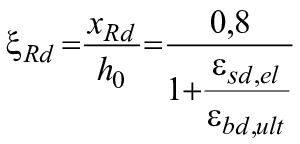 ξ_Rd = x_Rd / h_0 = 0,8 / (1 + ε_sd,el / ε_bd,ult)